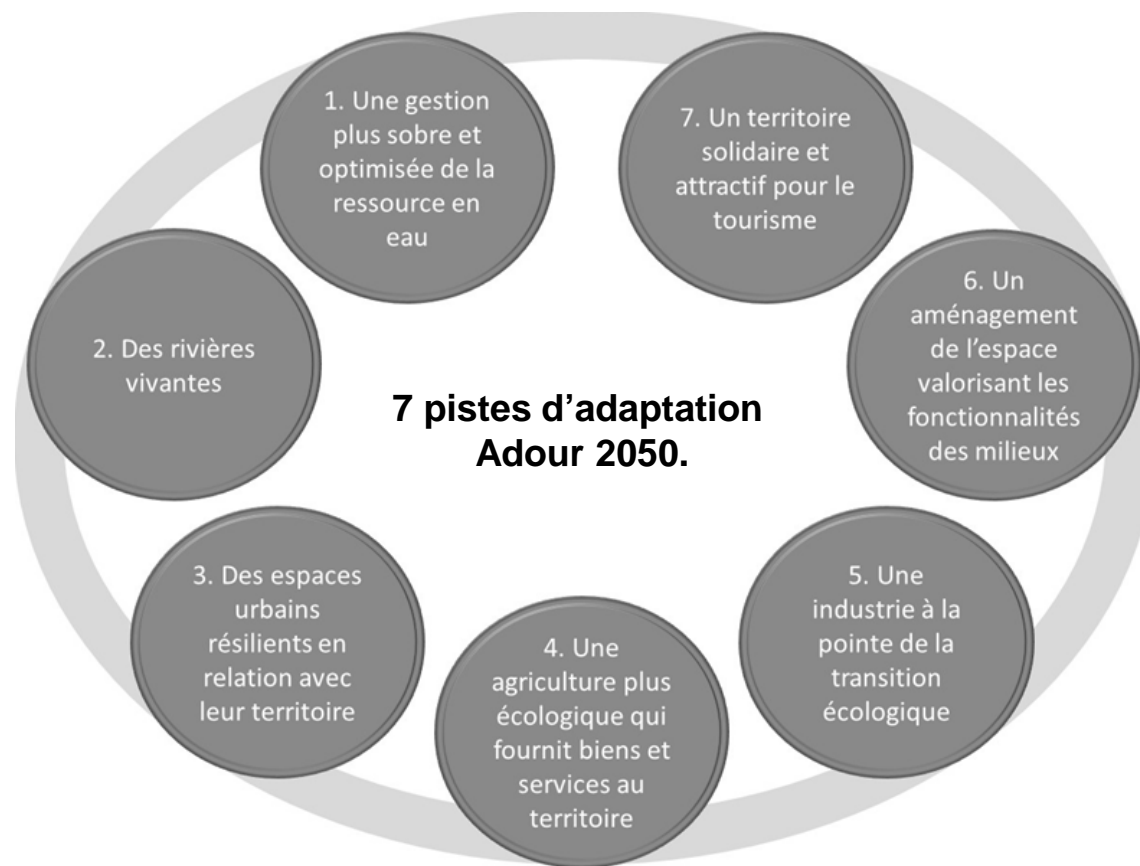 1. Une gestion
plus sobre et
optimisée de la
ressource en
eau
2. Des rivières
vivantes
3. Des espaces
urbains
résilients en
relation avec
leur territoire
4. Une
agriculture plus
écologique qui
fournit biens et
services au
territoire
5. Une
industrie à la
pointe de la
transition
écologique
6. Un
aménagement
de l’espace
valorisant les
fonctionnalités
des milieux
7. Un territoire
solidaire et
attractif pour le
tourisme
7 pistes d’adaptation
Adour 2050.